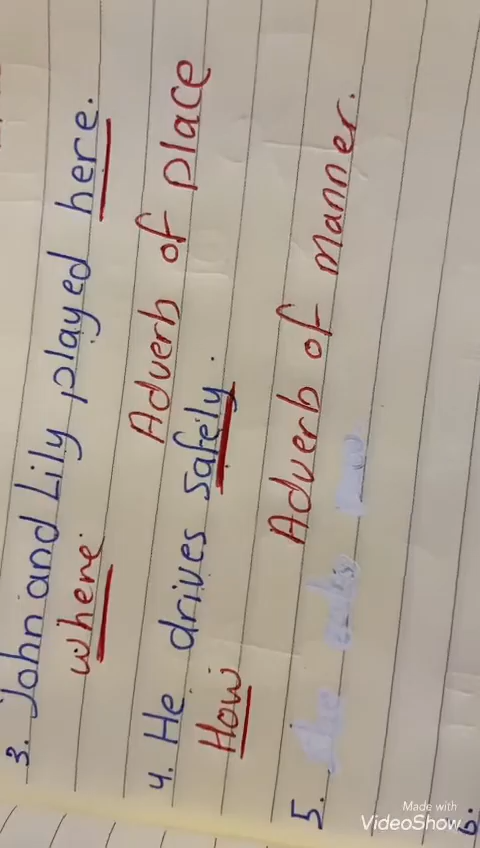 3. John and Lily played here.
where
Adverb of place
4. He drives safely.
How
Adverb of manner.
5.
6.
Made with
VideoShow